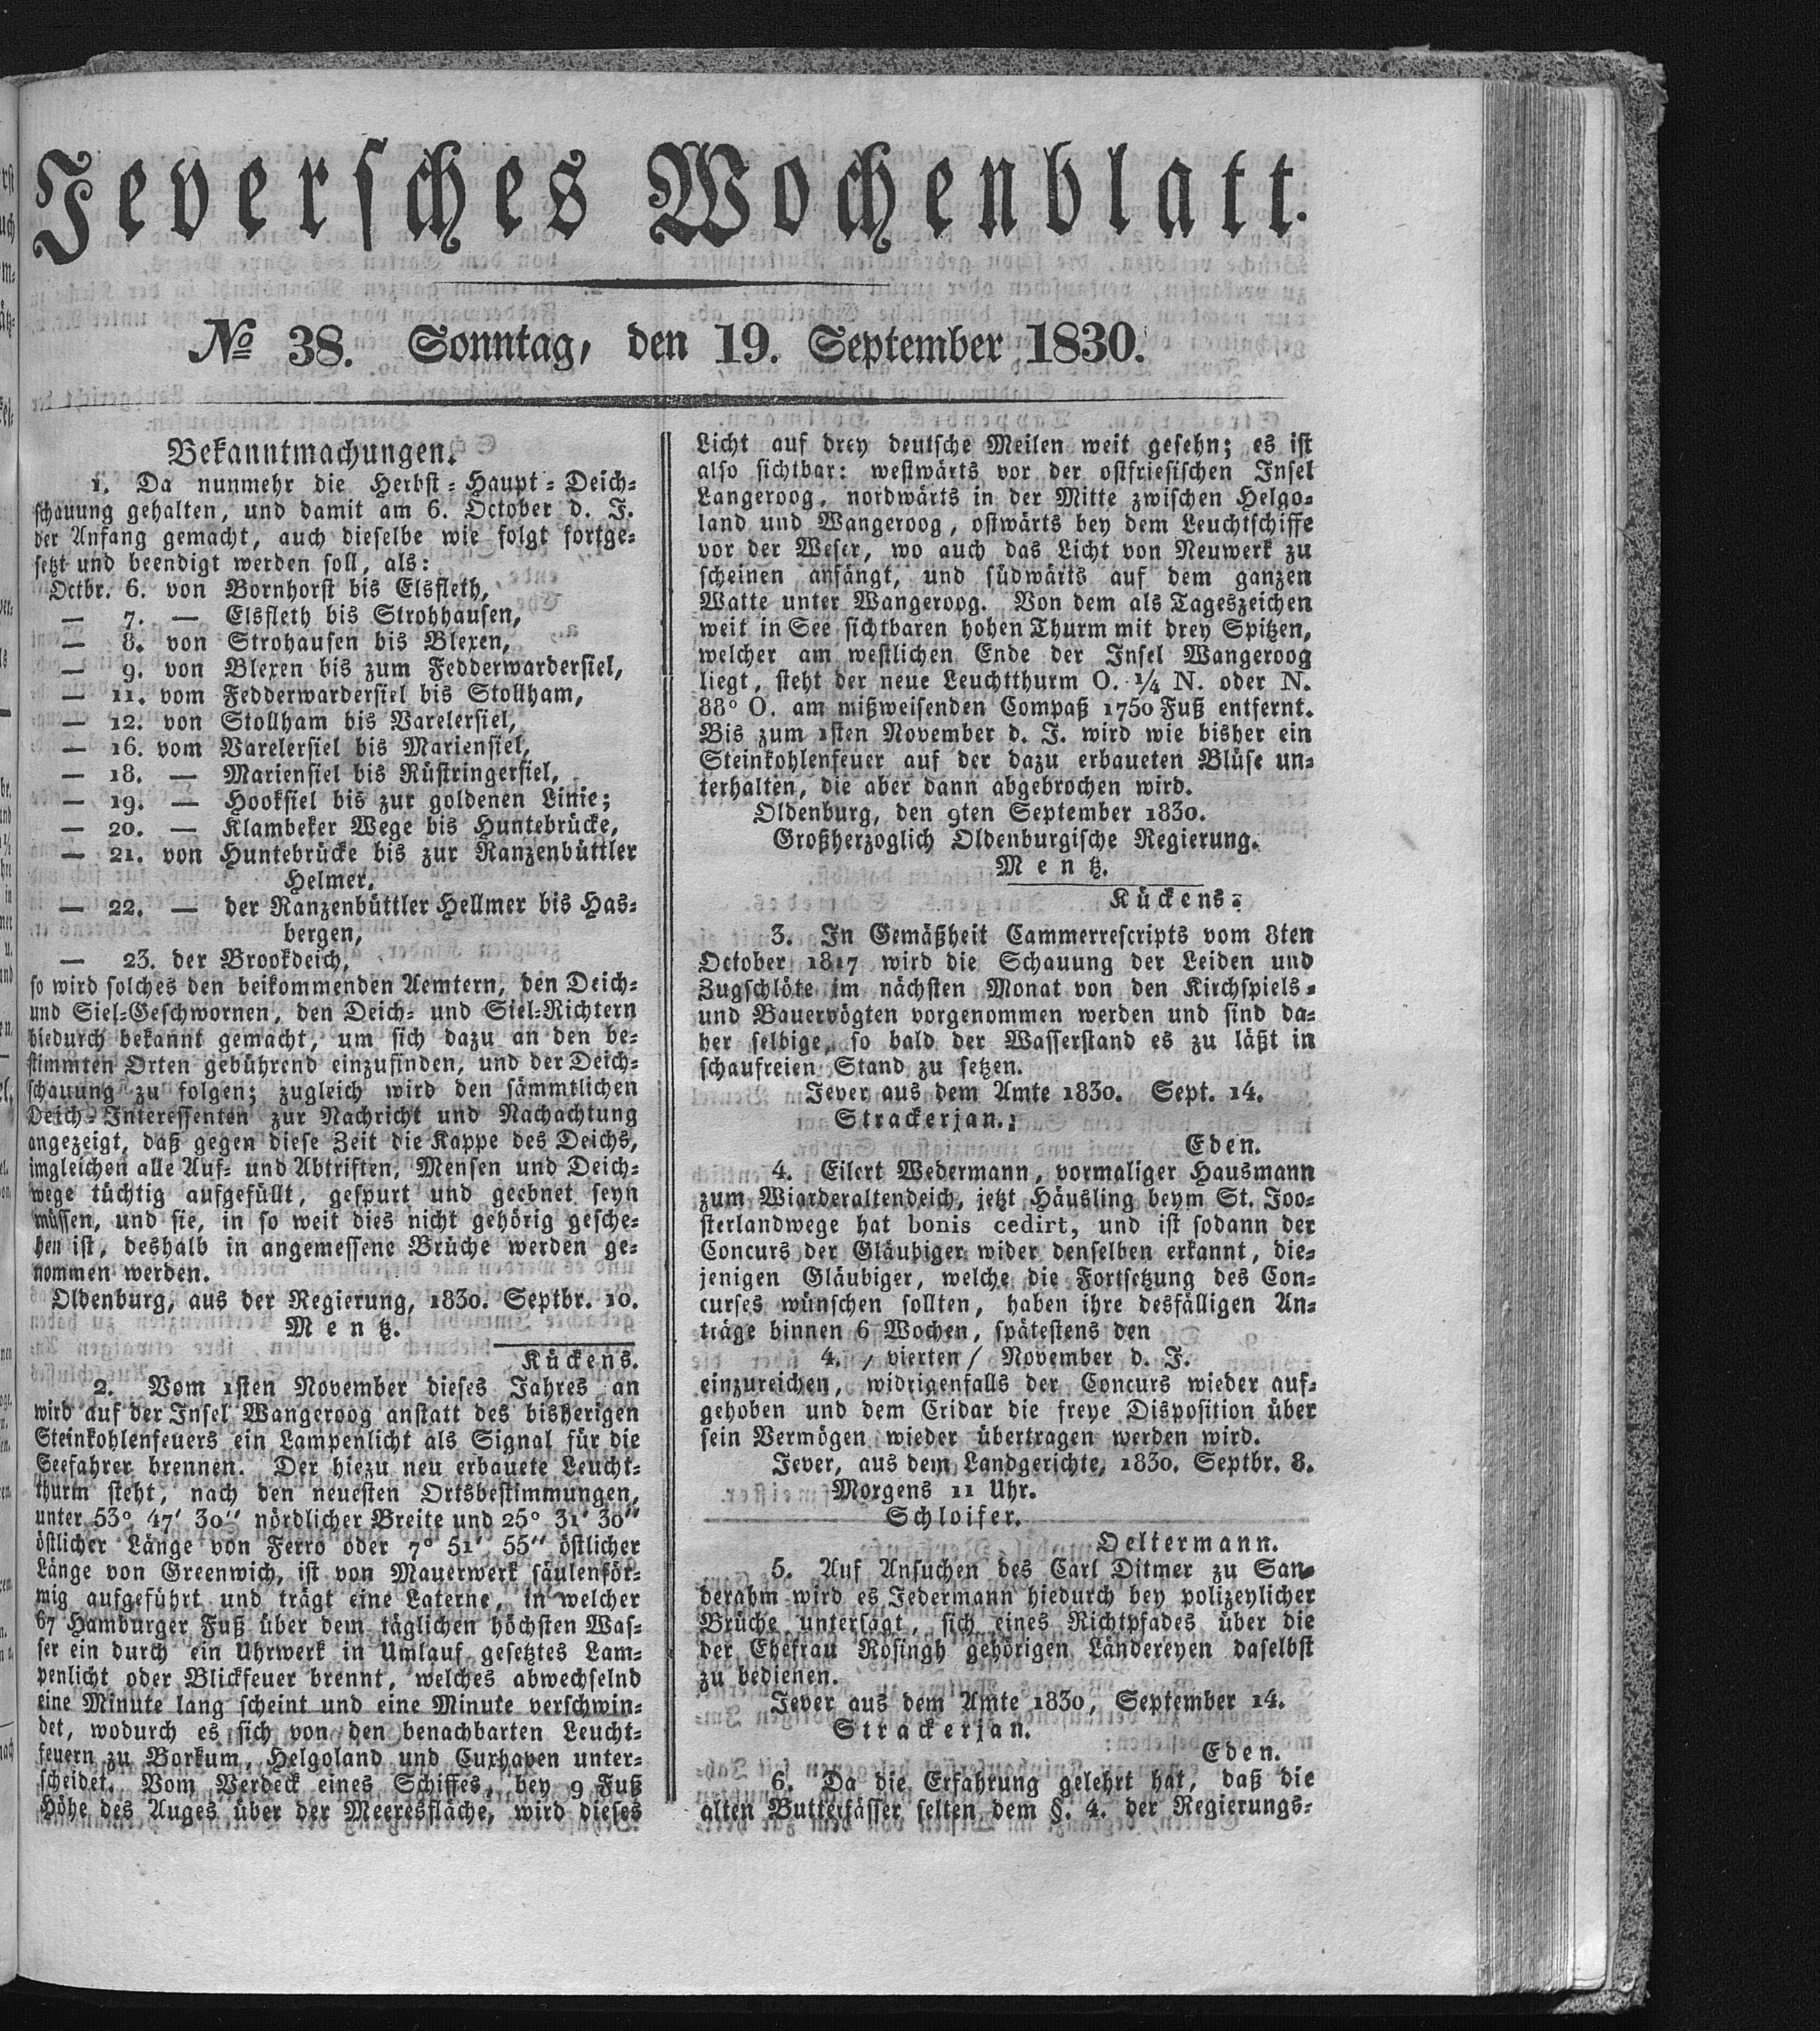 Jeversches Wochenblatt.
No 38. Sonntag, den 19. September 1830.
Bekanntmachungen.
1. Da nunmehr die Herbst-Haupt-Deich-
schauung gehalten, und damit am 6. October d. J.
der Anfang gemacht, auch dieselbe wie folgt fortge-
setzt und beendigt werden soll, als:
Octbr. 6. von Bornhorst bis Elsfleth,
— 7. — Elsfleth bis Strohhausen,
— 8. von Strohausen bis Blexen,
— 9. von Blexen bis zum Fedderwardersiel,
— 11. vom Fedderwardersiel bis Stollham,
— 12. von Stollham bis Varelersiel,
— 16. vom Varelersiel bis Mariensiel,
— 18. — Mariensiel bis Rüstringersiel,
— 19. — Hooksiel bis zur goldenen Linie;
— 20. — Klambeker Wege bis Huntebrücke,
— 21. von Huntebrücke bis zur Ranzenbüttler
Helmer,
— 22. — der Ranzenbüttler Hellmer bis Has-
bergen,
— 23. der Brookdeich,
so wird solches den beikommenden Aemtern, den Deich-
und Siel-Geschwornen, den Deich- und Siel-Richtern
hiedurch bekannt gemacht, um sich dazu an den be-
stimmten Orten gebührend einzufinden, und der Deich-
schauung zu folgen; zugleich wird den sämmtlichen
Deich-Interessenten zur Nachricht und Nachachtung
angezeigt, daß gegen diese Zeit die Kappe des Deichs,
imgleichen alle Auf- und Abtriften, Mensen und Deich-
wege tüchtig aufgefüllt, gespurt und geebnet seyn
müssen, und sie, in so weit dies nicht gehörig gesche-
hen ist, deshalb in angemessene Brüche werden ge-
nommen werden.
Oldenburg, aus der Regierung, 1830. Septbr. 10.
Mentz.
Kückens.
2. Vom 1sten November dieses Jahres an
wird auf der Insel Wangeroog anstatt des bisherigen
Steinkohlenfeuers ein Lampenlicht als Signal für die
Seefahrer brennen. Der hiezu neu erbauete Leucht-
thurm steht, nach den neuesten Ortsbestimmungen,
unter 53° 47′ 30″ nördlicher Breite und 25° 31′ 30″
östlicher Länge von Ferro oder 7° 51′ 55″ östlicher
Länge von Greenwich, ist von Mauerwerk säulenför-
mig aufgeführt und trägt eine Laterne, in welcher
67 Hamburger Fuß über dem täglichen höchsten Was-
ser ein durch ein Uhrwerk in Umlauf gesetztes Lam-
penlicht oder Blickfeuer brennt, welches abwechselnd
eine Minute lang scheint und eine Minute verschwin-
det, wodurch es sich von den benachbarten Leucht-
feuern zu Borkum, Helgoland und Cuxhaven unter-
scheidet. Vom Verdeck eines Schiffes, bey 9 Fuß
Höhe des Auges über der Meeresfläche, wird dieses
Licht auf drey deutsche Meilen weit gesehn; es ist
also sichtbar: westwärts vor der ostfriesischen Insel
Langeroog, nordwärts in der Mitte zwischen Helgo-
land und Wangeroog, ostwärts bey dem Leuchtschiffe
vor der Weser, wo auch das Licht von Neuwerk zu
scheinen anfängt, und südwärts auf dem ganzen
Watte unter Wangeroog. Von dem als Tageszeichen
weit in See sichtbaren hohen Thurm mit drey Spitzen,
welcher am westlichen Ende der Insel Wangeroog
liegt, steht der neue Leuchtthurm O. ¼ N. oder N.
88° O. am mißweisenden Compaß 1750 Fuß entfernt.
Bis zum 1sten November d. J. wird wie bisher ein
Steinkohlenfeuer auf der dazu erbaueten Blüse un-
terhalten, die aber dann abgebrochen wird.
Oldenburg, den 9ten September 1830.
Großherzoglich Oldenburgische Regierung.
Mentz.
Kückens.
3. In Gemäßheit Cammerrescripts vom 8ten
October 1817 wird die Schauung der Leiden und
Zugschlöte im nächsten Monat von den Kirchspiels-
und Bauervögten vorgenommen werden und sind da-
her selbige, so bald der Wasserstand es zu läßt in
schaufreien Stand zu setzen.
Jever aus dem Amte 1830. Sept. 14.
Strackerjan.
Eden.
4. Eilert Wedermann, vormaliger Hausmann
zum Wiarderaltendeich, jetzt Häusling beym St. Joo-
sterlandwege hat bonis cedirt, und ist sodann der
Concurs der Gläubiger wider denselben erkannt, die-
jenigen Gläubiger, welche die Fortsetzung des Con-
curses wünschen sollten, haben ihre desfälligen An-
träge binnen 6 Wochen, spätestens den
4. / vierten / November d. J.
einzureichen, widrigenfalls der Concurs wieder auf-
gehoben und dem Cridar die freye Disposition über
sein Vermögen wieder übertragen werden wird.
Jever, aus dem Landgerichte, 1830. Septbr. 8.
Morgens 11 Uhr.
Schloifer.
Oeltermann.
5. Auf Ansuchen des Carl Ditmer zu San-
derahm wird es Jedermann hiedurch bey polizeylicher
Brüche untersagt, sich eines Richtpfades über die
der Ehefrau Rosingh gehörigen Ländereyen daselbst
zu bedienen.
Jever aus dem Amte 1830, September 14.
Strackerjan.
Eden.
6. Da die Erfahrung gelehrt hat, daß die
alten Butterfässer selten dem §. 4. der Regierungs-